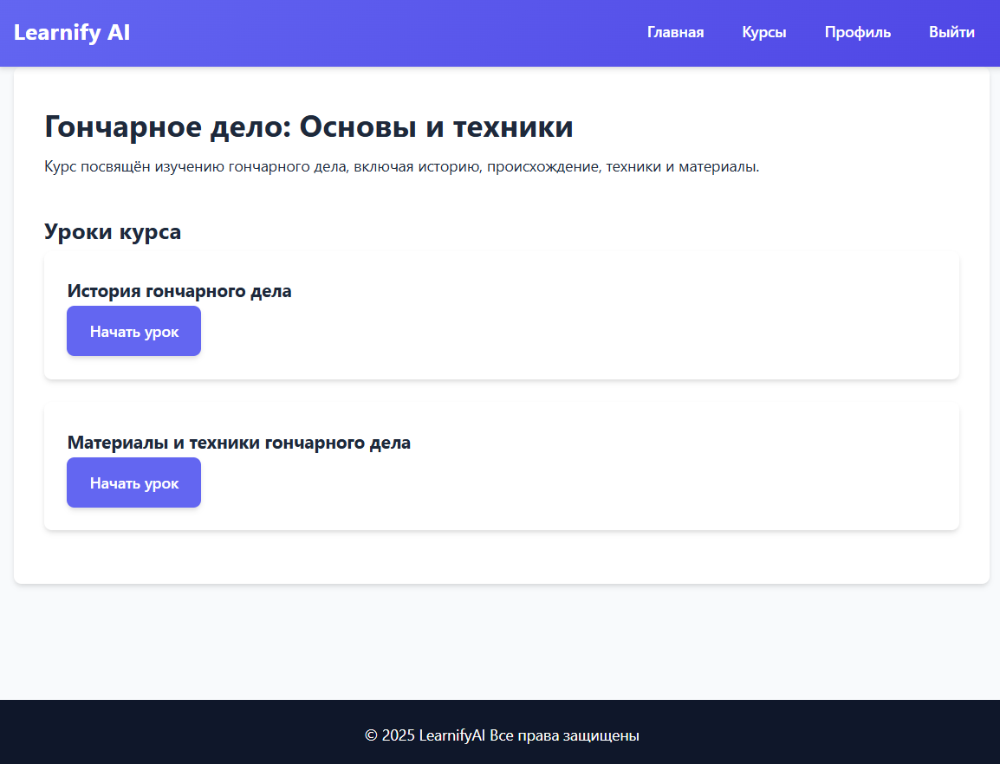 Learnify AI
Главная
Курсы
Профиль
Выйти
Гончарное дело: Основы и техники
Курс посвящён изучению гончарного дела, включая историю, происхождение, техники и материалы.
Уроки курса
История гончарного дела
Начать урок
Материалы и техники гончарного дела
Начать урок
© 2025 LearnifyAI Все права защищены